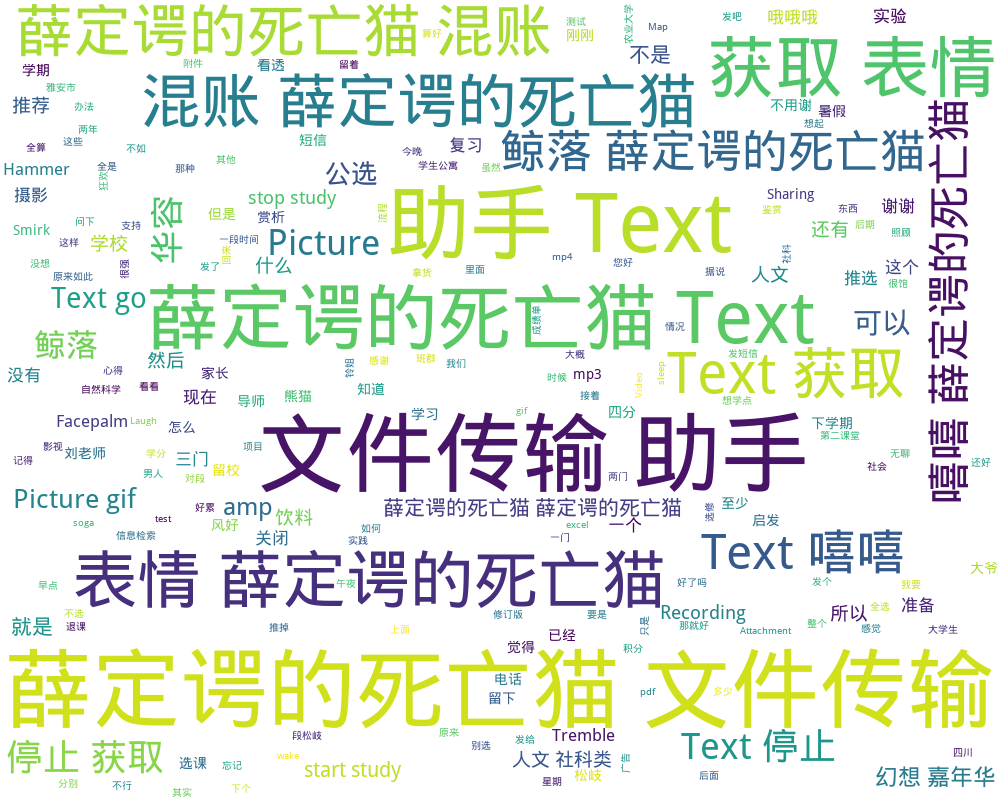 薛定谔的死亡猫 混账
算好
测试
刚刚
农业大学
Map
发吧
哦哦哦
实验
不是
获取 表情
学期
附件
看透
留着
雅安市
推荐
办法
混账 薛定谔的死亡猫
不用谢
暑假
想起
两年
这些
不如
全算
短信
今晚
复习
鲸落 薛定谔的死亡猫
薛定谔的死亡猫 嘻嘻
Hammer
全是
狂欢
那种
其他
公选
学生公寓
虽然
摄影
stop study
Sharing
东西
谢谢
Smirk
问下
支持
华容
但是
赏析
流程
助手 Text
鉴赏
还有
后期
照顾
这样
学校
一段时间
Picture
回来
没想
很强
原来如此
发了
什么
拿货
里面
mp4
您好
据说
社科
人文
推选
这个
很饱
Text go
薛定谔的死亡猫 Text
成绩单
情况
可以
鲸落
然后
铃姐
感谢
班群
我们
大概
发短信
没有
心得
家长
时候
mp3
Video
sleep
Text 获取
自然科学
看看
现在
导师
熊猫
知道
接着
想学点
Facepalm
Laugh
怎么
学习
gif
四分
下学期
第二课堂
影视
刘老师
学分
项目
文件传输 助手
无聊
记得
三门
男人
对段
留校
两门
社会
还好
Picture gif
好累
amp
薛定谔的死亡猫 薛定谔的死亡猫
至少
soga
test
风好
饮料
如何
excel
一个
选修
启发
信息检索
关闭
实践
一门
Text 嘻嘻
表情 薛定谔的死亡猫
早点
午夜
好了吗
发个
我要
大爷
不选
修订版
要是
Recording
所以
全选
准备
就是
退课
推掉
上面
已经
只是
那就好
Attachment
整个
感觉
大学生
觉得
积分
薛定谔的死亡猫 文件传输
电话
留下
pdf
多少
停止 获取
段松岐
原来
别选
发给
Tremble
Text 停止
四川
选课
忘记
wake
start study
人文 社科类
广告
松岐
后面
幻想 嘉年华
分别
不行
其实
下个
星期